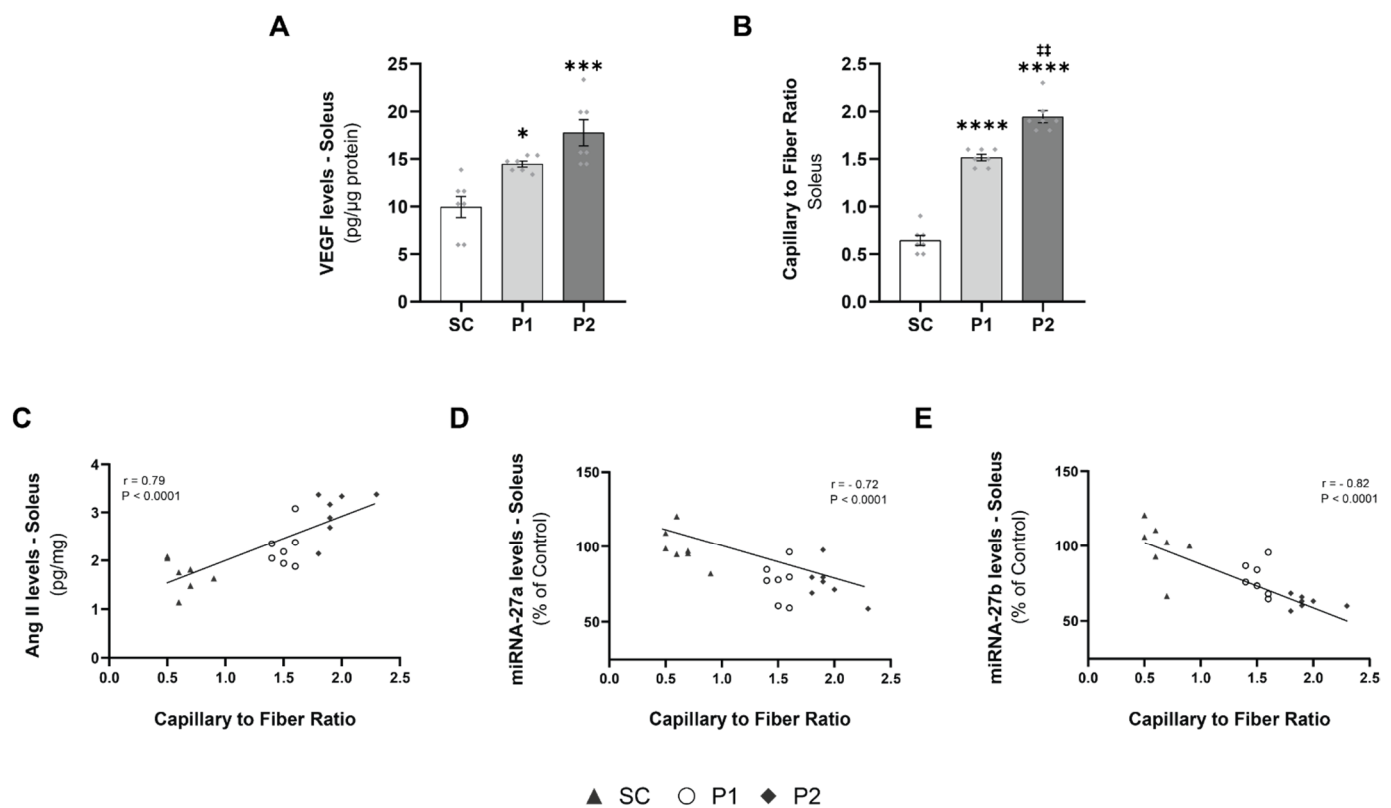 A
VEGF levels - Soleus
(pg/µg protein)
25
20
15
10
5
0
*
***
SC P1 P2
B
Capillary to Fiber Ratio
Soleus
2.5
2.0
1.5
1.0
0.5
0.0
****
‡‡
****
SC P1 P2
C
Ang II levels - Soleus
(pg/mg)
4
3
2
1
0
r = 0.79
P < 0.0001
0.0 0.5 1.0 1.5 2.0 2.5
Capillary to Fiber Ratio
D
miRNA-27a levels - Soleus
(% of Control)
150
100
50
r = - 0.72
P < 0.0001
0.0 0.5 1.0 1.5 2.0 2.5
Capillary to Fiber Ratio
E
miRNA-27b levels - Soleus
(% of Control)
150
100
50
r = - 0.82
P < 0.0001
0.0 0.5 1.0 1.5 2.0 2.5
Capillary to Fiber Ratio
SC P1 P2